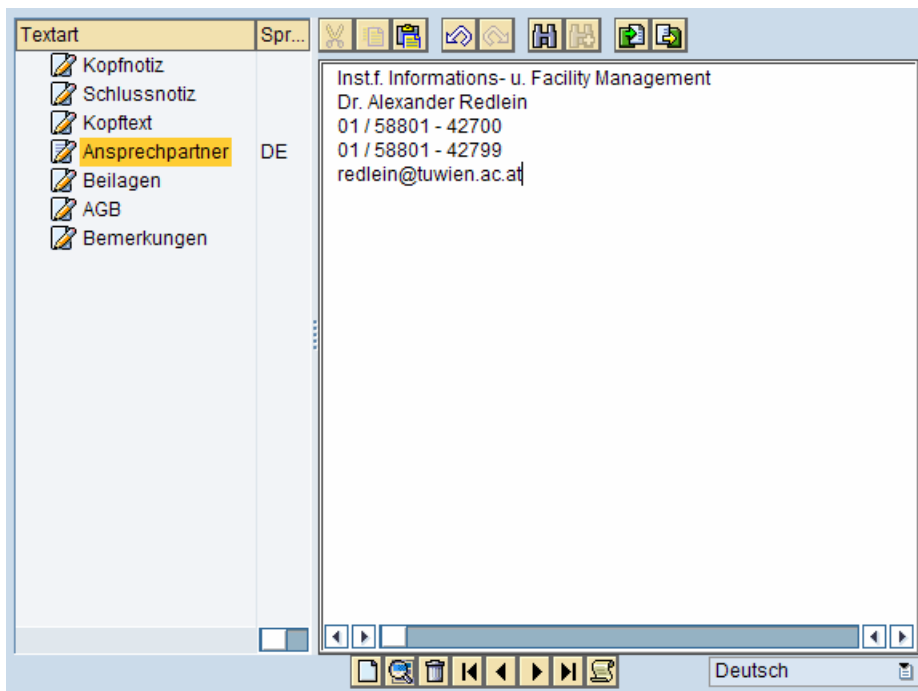 Textart Spr...
Kopfnotiz
Schlussnotiz
Kopftext
Ansprechpartner DE
Beilagen
AGB
Bemerkungen
Inst.f. Informations- u. Facility Management
Dr. Alexander Redlein
01 / 58801 - 42700
01 / 58801 - 42799
redlein@tuwien.ac.at
Deutsch